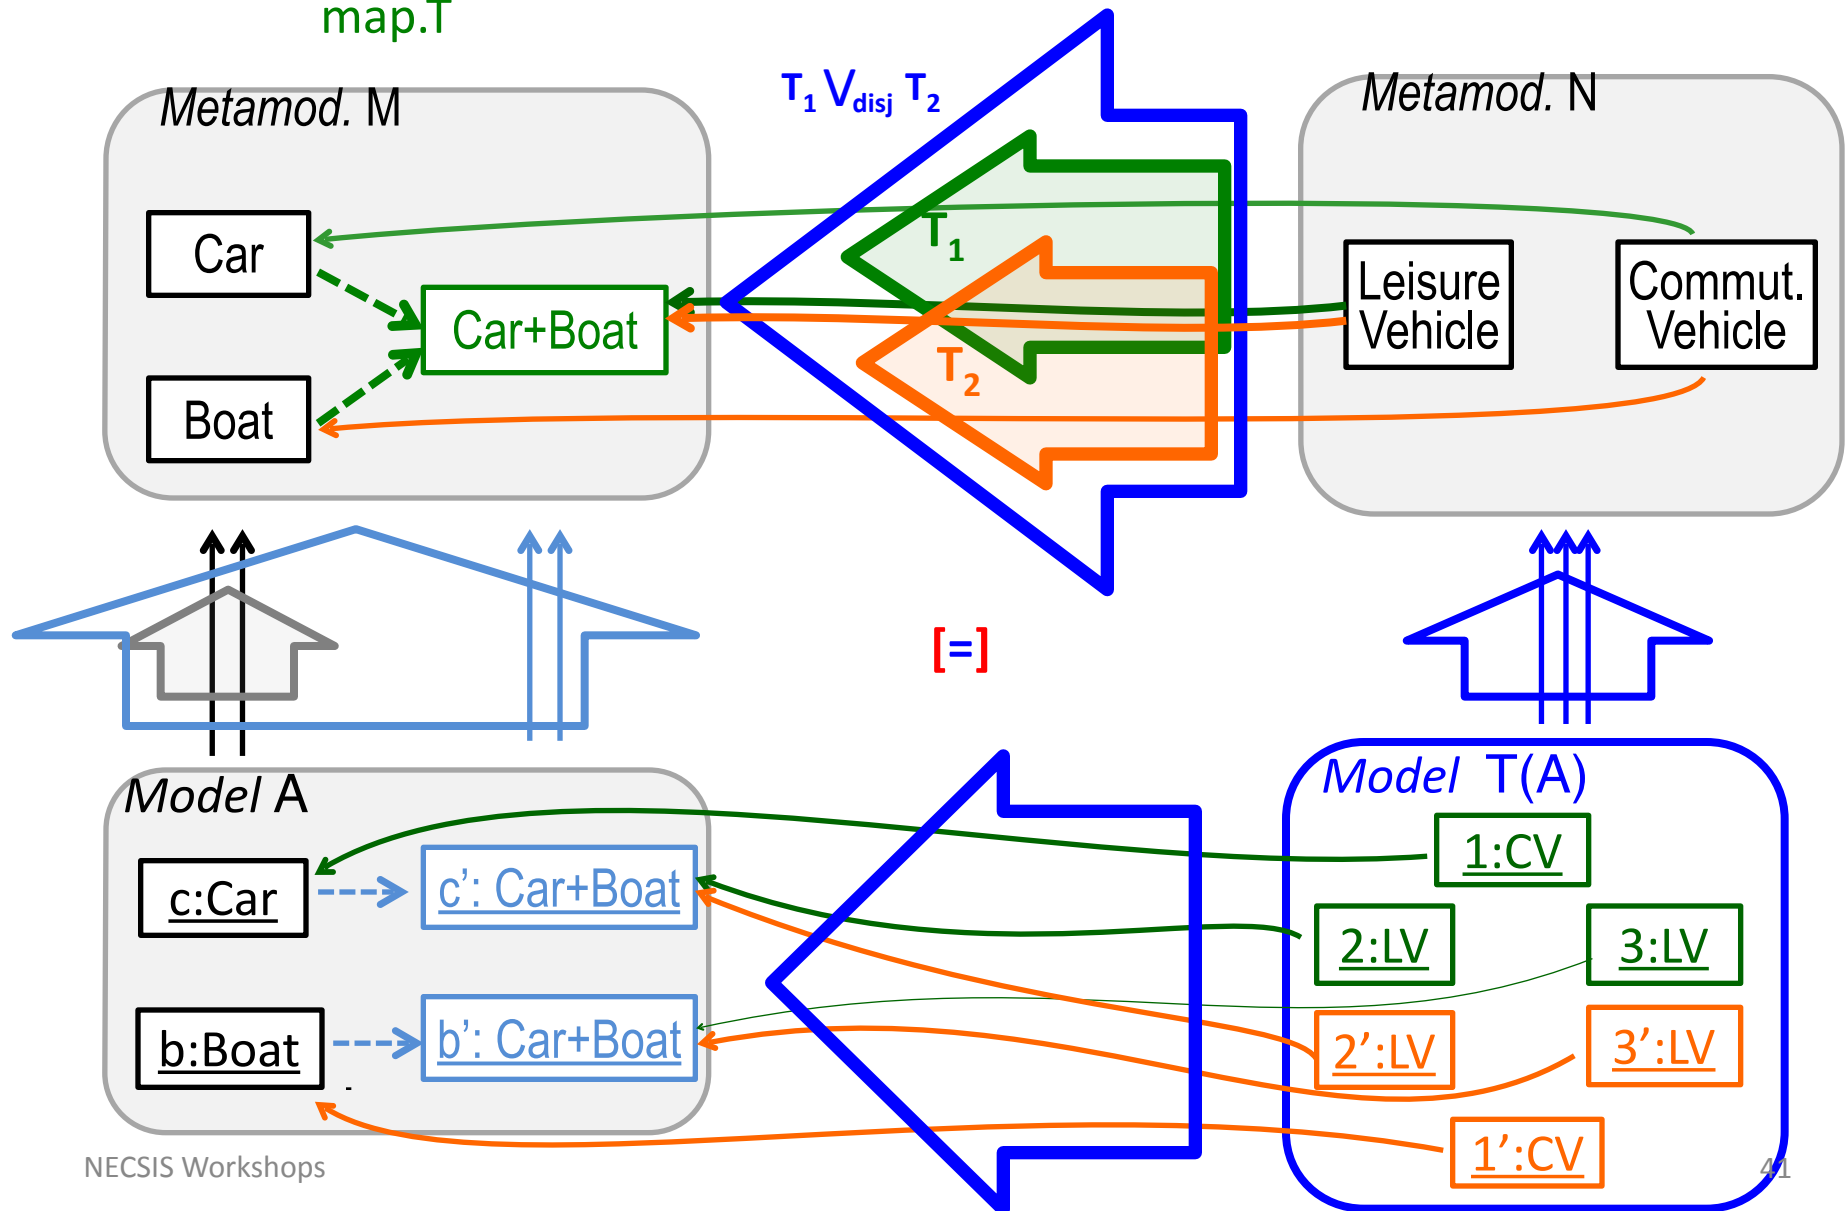 map.T
T1 Vdisj T2
Metamod. M
Metamod. N
Car
T1
Leisure
Vehicle
Commut.
Vehicle
Car+Boat
T2
Boat
[=]
Model A
Model T(A)
1:CV
c:Car
c’: Car+Boat
2:LV
3:LV
b:Boat
b’: Car+Boat
2’:LV
3’:LV
1’:CV
NECSIS Workshops
41